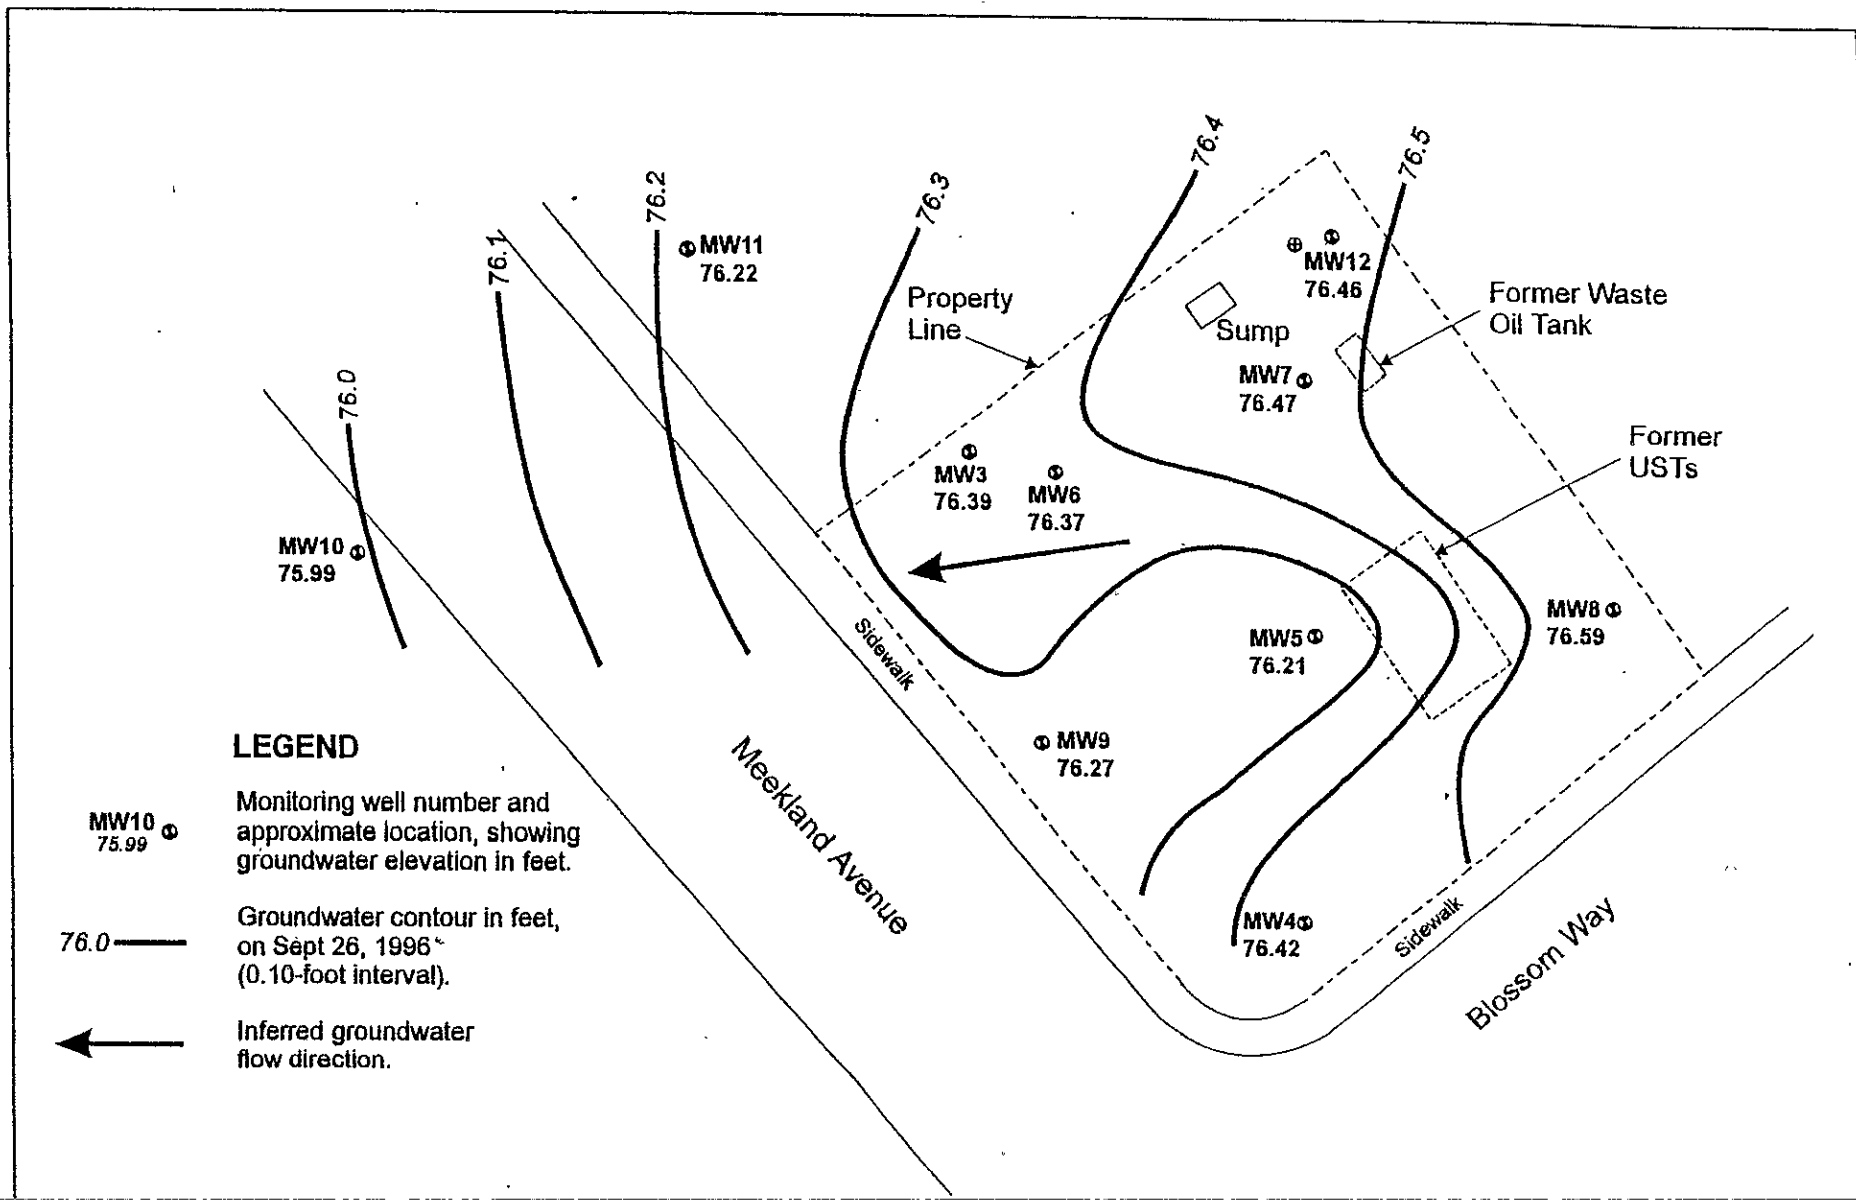 76.4
76.5
76.2
76.3
76.1
MW11
76.22
MW12
76.46
Property
Line
Former Waste
Oil Tank
Sump
76.0
MW7
76.47
Former
USTs
MW3
76.39
MW6
76.37
MW10
75.99
MW8
76.59
MW5
76.21
Sidewalk
MW9
76.27
Meekland Avenue
MW4
76.42
Sidewalk
Blossom Way
LEGEND
MW10
75.99
Monitoring well number and
approximate location, showing
groundwater elevation in feet.
76.0
Groundwater contour in feet,
on Sept 26, 1996
(0.10-foot interval).
Inferred groundwater
flow direction.